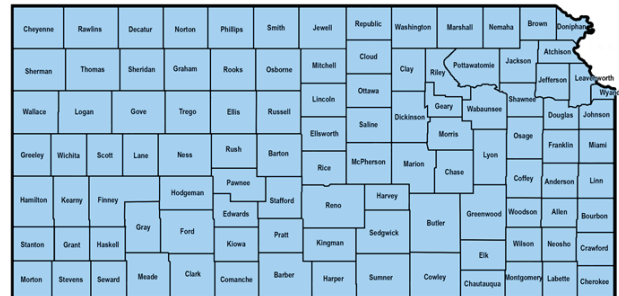 Cheyenne Rawlins Decatur Norton Phillips Smith Jewell Republic Washington Marshall Nemaha Brown Doniphan
Atchison
Sherman Thomas Sheridan Graham Rooks Osborne Mitchell Cloud Clay Riley Pottawatomie Jackson
Jefferson Leavenworth
Wyand
Wallace Logan Gove Trego Ellis Russell Lincoln Ottawa Dickinson Geary Wabaunsee Shawnee Douglas Johnson
Ellsworth Saline Morris Osage Franklin Miami
Greeley Wichita Scott Lane Ness Rush Barton Rice McPherson Marion Chase Lyon
Hamilton Kearny Finney Hodgeman Pawnee Stafford Reno Harvey Coffey Anderson Linn
Gray Ford Edwards Butler Greenwood Woodson Allen Bourbon
Stanton Grant Haskell Kiowa Pratt Kingman Sedgwick Elk Wilson Neosho Crawford
Morton Stevens Seward Meade Clark Comanche Barber Harper Sumner Cowley Chautauqua Montgomery Labette Cherokee